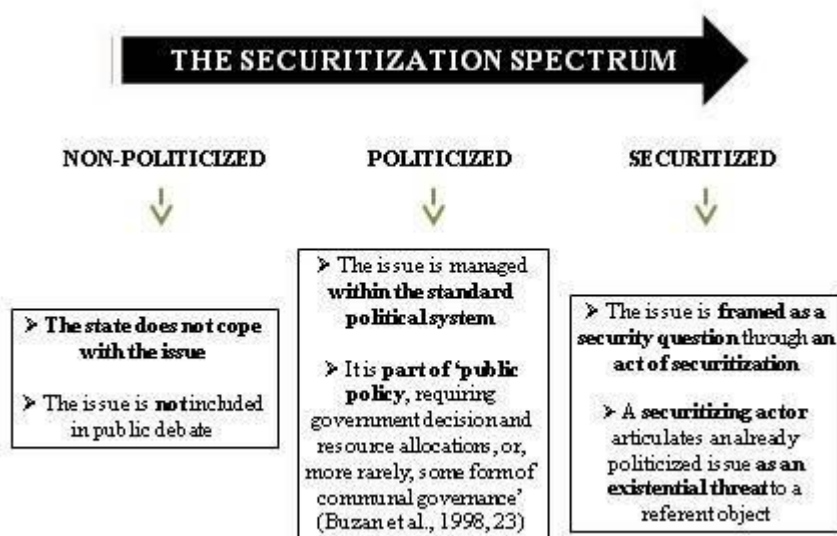 THE SECURITIZATION SPECTRUM
NON-POLITICIZED
POLITICIZED
SECURITIZED
➢ The state does not cope
with the issue
➢ The issue is not included
in public debate
➢ The issue is managed
within the standard
political system
➢ It is part of ‘public
policy, requiring
government decision and
resource allocations, or,
more rarely, some form of
communal governance’
(Buzan et al., 1998, 23)
➢ The issue is framed as a
security question through an
act of securitization
➢ A securitizing actor
articulates an already
politicized issue as an
existential threat to a
referent object